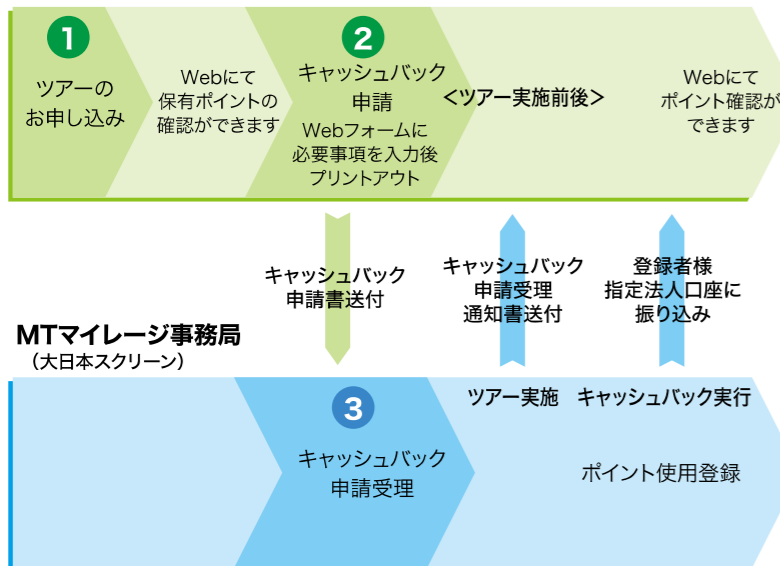 1
ツアーの
お申し込み
Webにて
保有ポイントの
確認ができます
2
キャッシュバック
申請
Webフォームに
必要事項を入力後
プリントアウト
＜ツアー実施前後＞
Webにて
ポイント確認が
できます
キャッシュバック
申請書送付
キャッシュバック
申請受理
通知書送付
登録者様
指定法人口座に
振り込み
MTマイレージ事務局
（大日本スクリーン）
3
キャッシュバック
申請受理
ツアー実施
キャッシュバック実行
ポイント使用登録